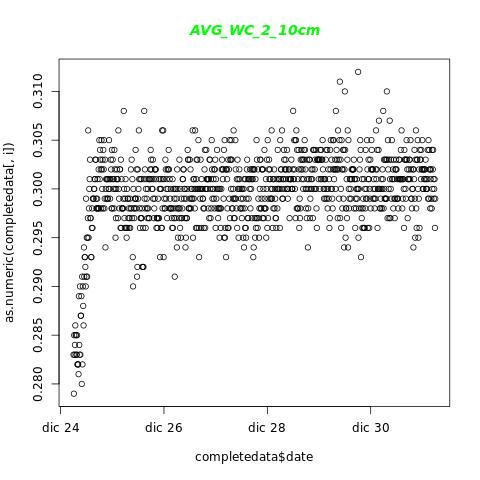 AVG_WC_2_10cm
as.numeric(completedata[, i])
0.310
0.305
0.300
0.295
0.290
0.285
0.280
dic 24
dic 26
dic 28
dic 30
completedata$date